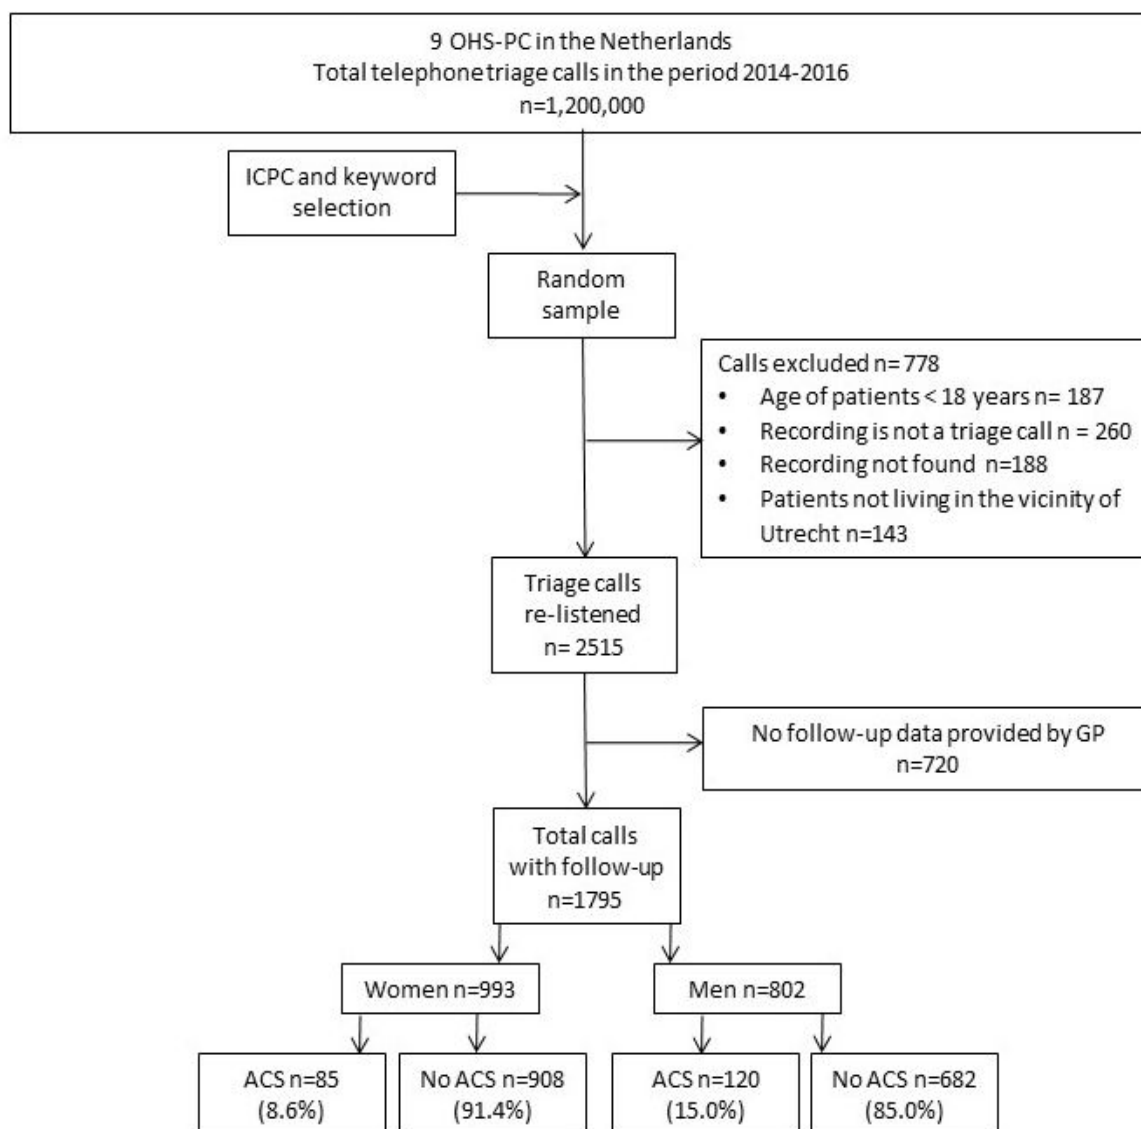 9 OHS-PC in the Netherlands
Total telephone triage calls in the period 2014-2016
n=1,200,000
ICPC and keyword
selection
Random
sample
Calls excluded n= 778
• Age of patients < 18 years n= 187
• Recording is not a triage call n = 260
• Recording not found n=188
• Patients not living in the vicinity of
Utrecht n=143
Triage calls
re-listened
n= 2515
No follow-up data provided by GP
n=720
Total calls
with follow-up
n=1795
Women n=993
Men n=802
ACS n=85
(8.6%)
No ACS n=908
(91.4%)
ACS n=120
(15.0%)
No ACS n=682
(85.0%)